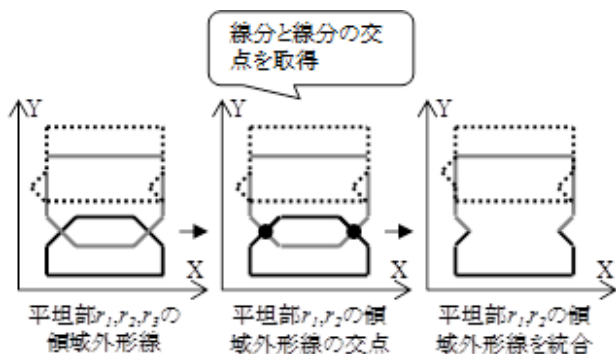 線分と線分の交
点を取得
Y
Y
Y
X
X
X
平坦部r1,r2,r3の
領域外形線
平坦部r1,r2の領
域外形線の交点
平坦部r1,r2の領
域外形線を統合